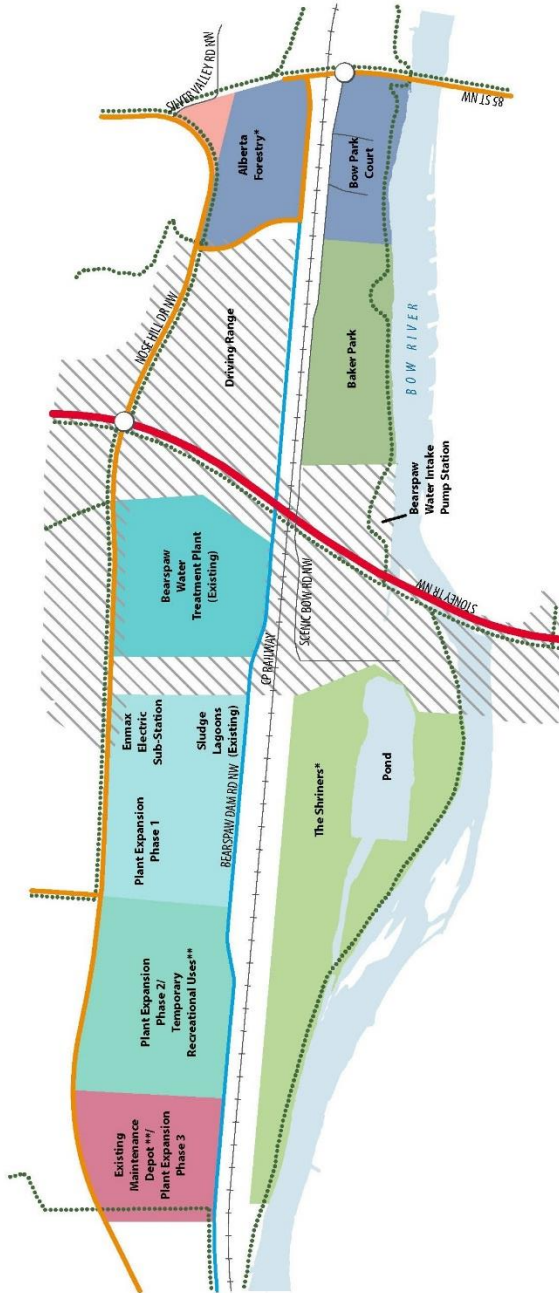 SILVER VALLEY RD NW
Alberta
Forestry*
85 ST NW
Bow Park
Court
NOSE HILL DR NW
Driving Range
Baker Park
BOW RIVER
Bearspaw
Water Intake
Pump Station
Bearspaw
Water
Treatment Plant
(Existing)
STONEY TR NW
SCENIC BOW RD NW
CP RAILWAY
Enmax
Electric
Sub-Station
Sludge
Lagoons
(Existing)
BEARSPAW DAM RD NW
The Shriners*
Pond
Plant Expansion
Phase 1
Plant Expansion
Phase 2/
Temporary
Recreational Uses**
Existing
Maintenance
Depot **/
Plant Expansion
Phase 3